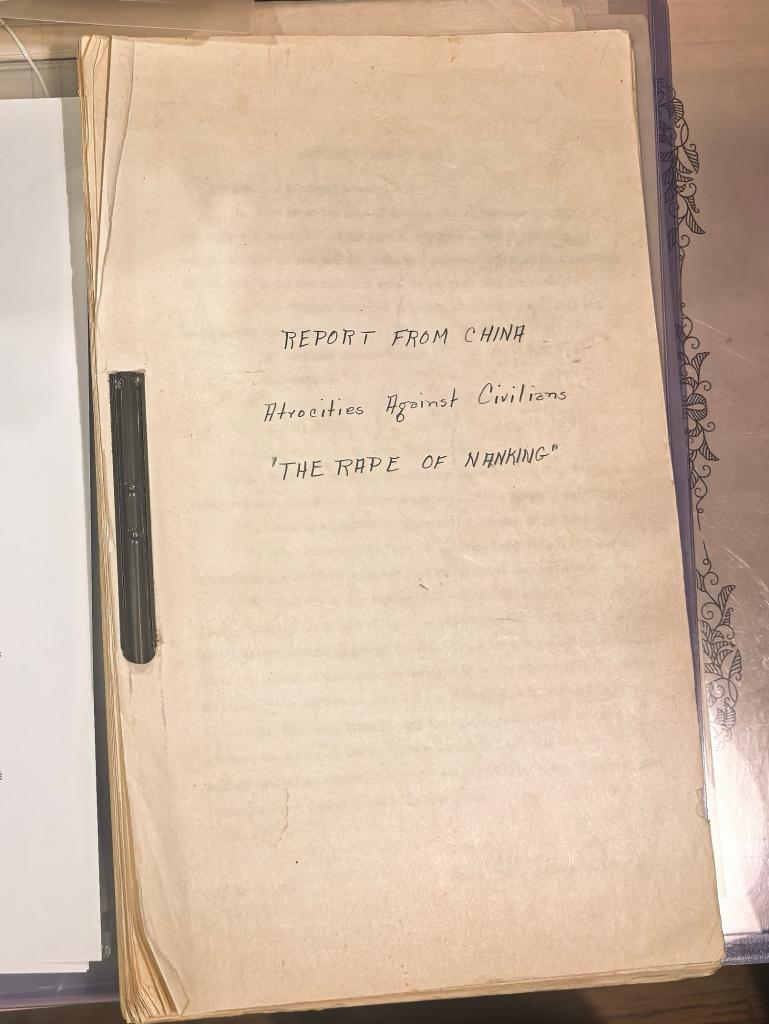 REPORT FROM CHINA
Atrocities Against Civilians
"THE RAPE OF NANKING"